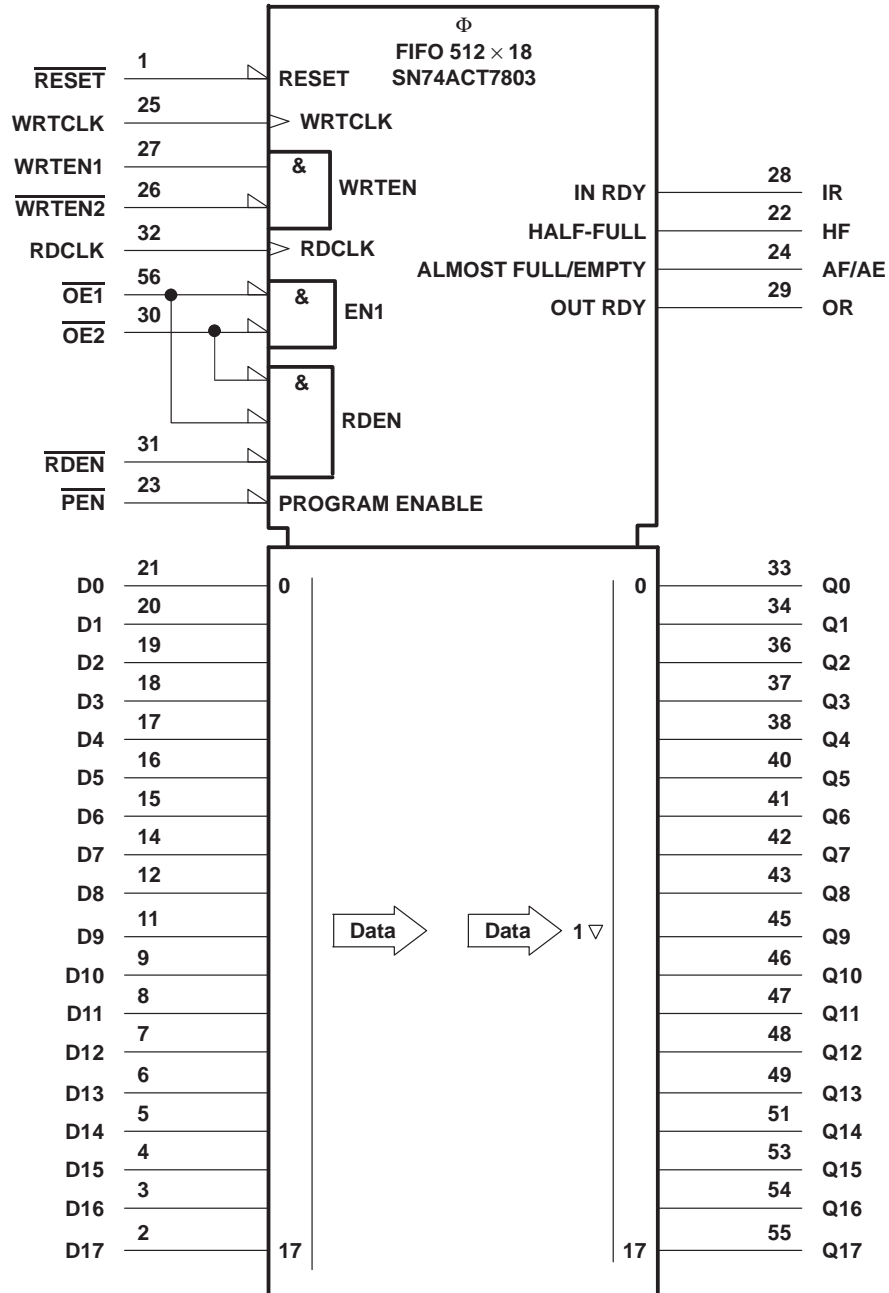 Φ
FIFO 512 × 18
SN74ACT7803
RESET 1 RESET
WRTCLK 25 WRTCLK
WRTEN1 27 &
WRTEN2 26 WRTEN
RDCLK 32 RDCLK
OE1 56 &
OE2 30 EN1
&
RDEN
RDEN 31
PEN 23 PROGRAM ENABLE
IN RDY 28 IR
HALF-FULL 22 HF
ALMOST FULL/EMPTY 24 AF/AE
OUT RDY 29 OR
D0 21 0 0 33 Q0
D1 20 34 Q1
D2 19 36 Q2
D3 18 37 Q3
D4 17 38 Q4
D5 16 40 Q5
D6 15 41 Q6
D7 14 42 Q7
D8 12 43 Q8
D9 11 Data Data 1 ▽ 45 Q9
D10 9 46 Q10
D11 8 47 Q11
D12 7 48 Q12
D13 6 49 Q13
D14 5 51 Q14
D15 4 53 Q15
D16 3 54 Q16
D17 2 17 17 55 Q17